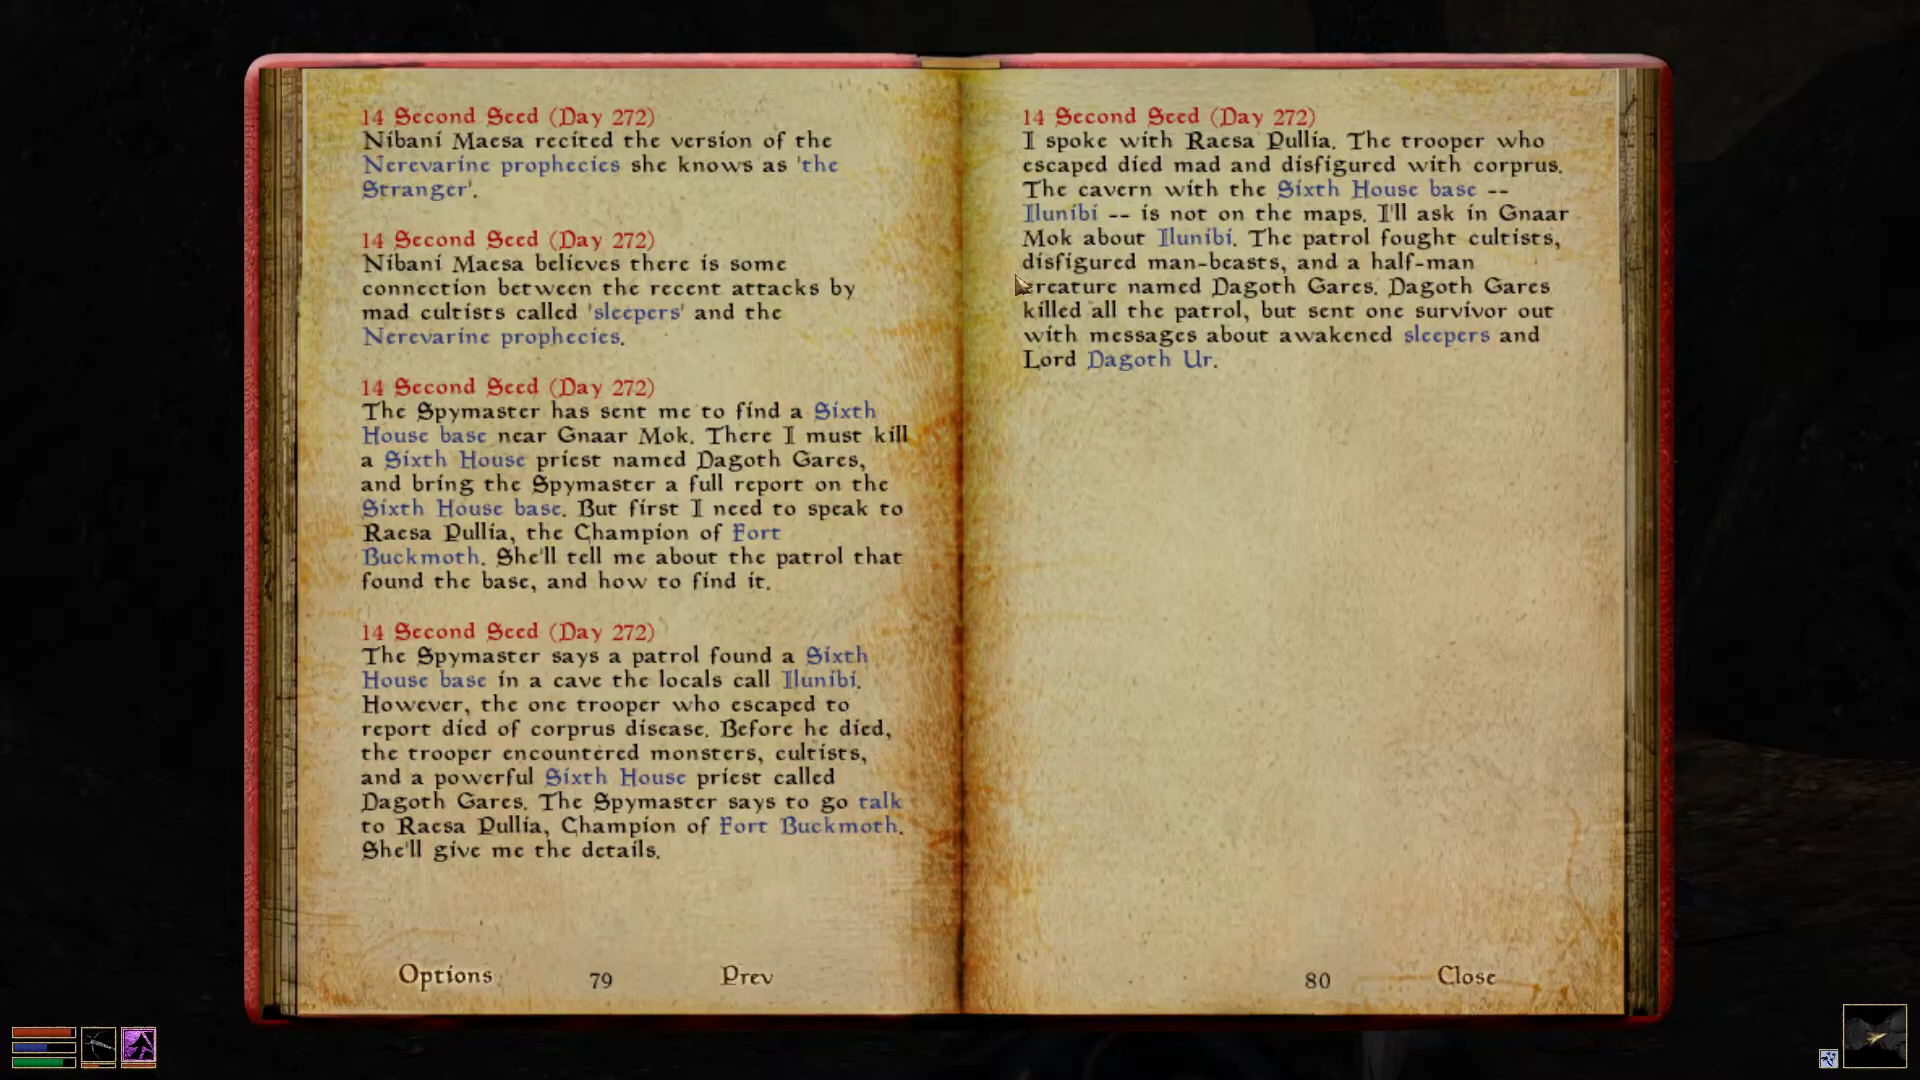 14 Second Seed (Day 272)
Nibani Maesa recited the version of the
Nerevarine prophecies she knows as 'the
Stranger'.
14 Second Seed (Day 272)
Nibani Maesa believes there is some
connection between the recent attacks by
mad cultists called 'sleepers' and the
Nerevarine prophecies.
14 Second Seed (Day 272)
The Spymaster has sent me to find a Sixth
House base near Gnaar Mok. There I must kill
a Sixth House priest named Dagoth Gares,
and bring the Spymaster a full report on the
Sixth House base. But first I need to speak to
Raesa Pullia, the Champion of Fort
Buckmoth. She'll tell me about the patrol that
found the base, and how to find it.
14 Second Seed (Day 272)
The Spymaster says a patrol found a Sixth
House base in a cave the locals call Ilunibi.
However, the one trooper who escaped to
report died of corprus disease. Before he died,
the trooper encountered monsters, cultists,
and a powerful Sixth House priest called
Dagoth Gares. The Spymaster says to go talk
to Raesa Pullia, Champion of Fort Buckmoth.
She'll give me the details.
Options
79
Prev
14 Second Seed (Day 272)
I spoke with Raesa Pullia. The trooper who
escaped died mad and disfigured with corprus.
The cavern with the Sixth House base --
Ilunibi -- is not on the maps. I'll ask in Gnaar
Mok about Ilunibi. The patrol fought cultists,
disfigured man-beasts, and a half-man
creature named Dagoth Gares. Dagoth Gares
killed all the patrol, but sent one survivor out
with messages about awakened sleepers and
Lord Dagoth Ur.
80
Close